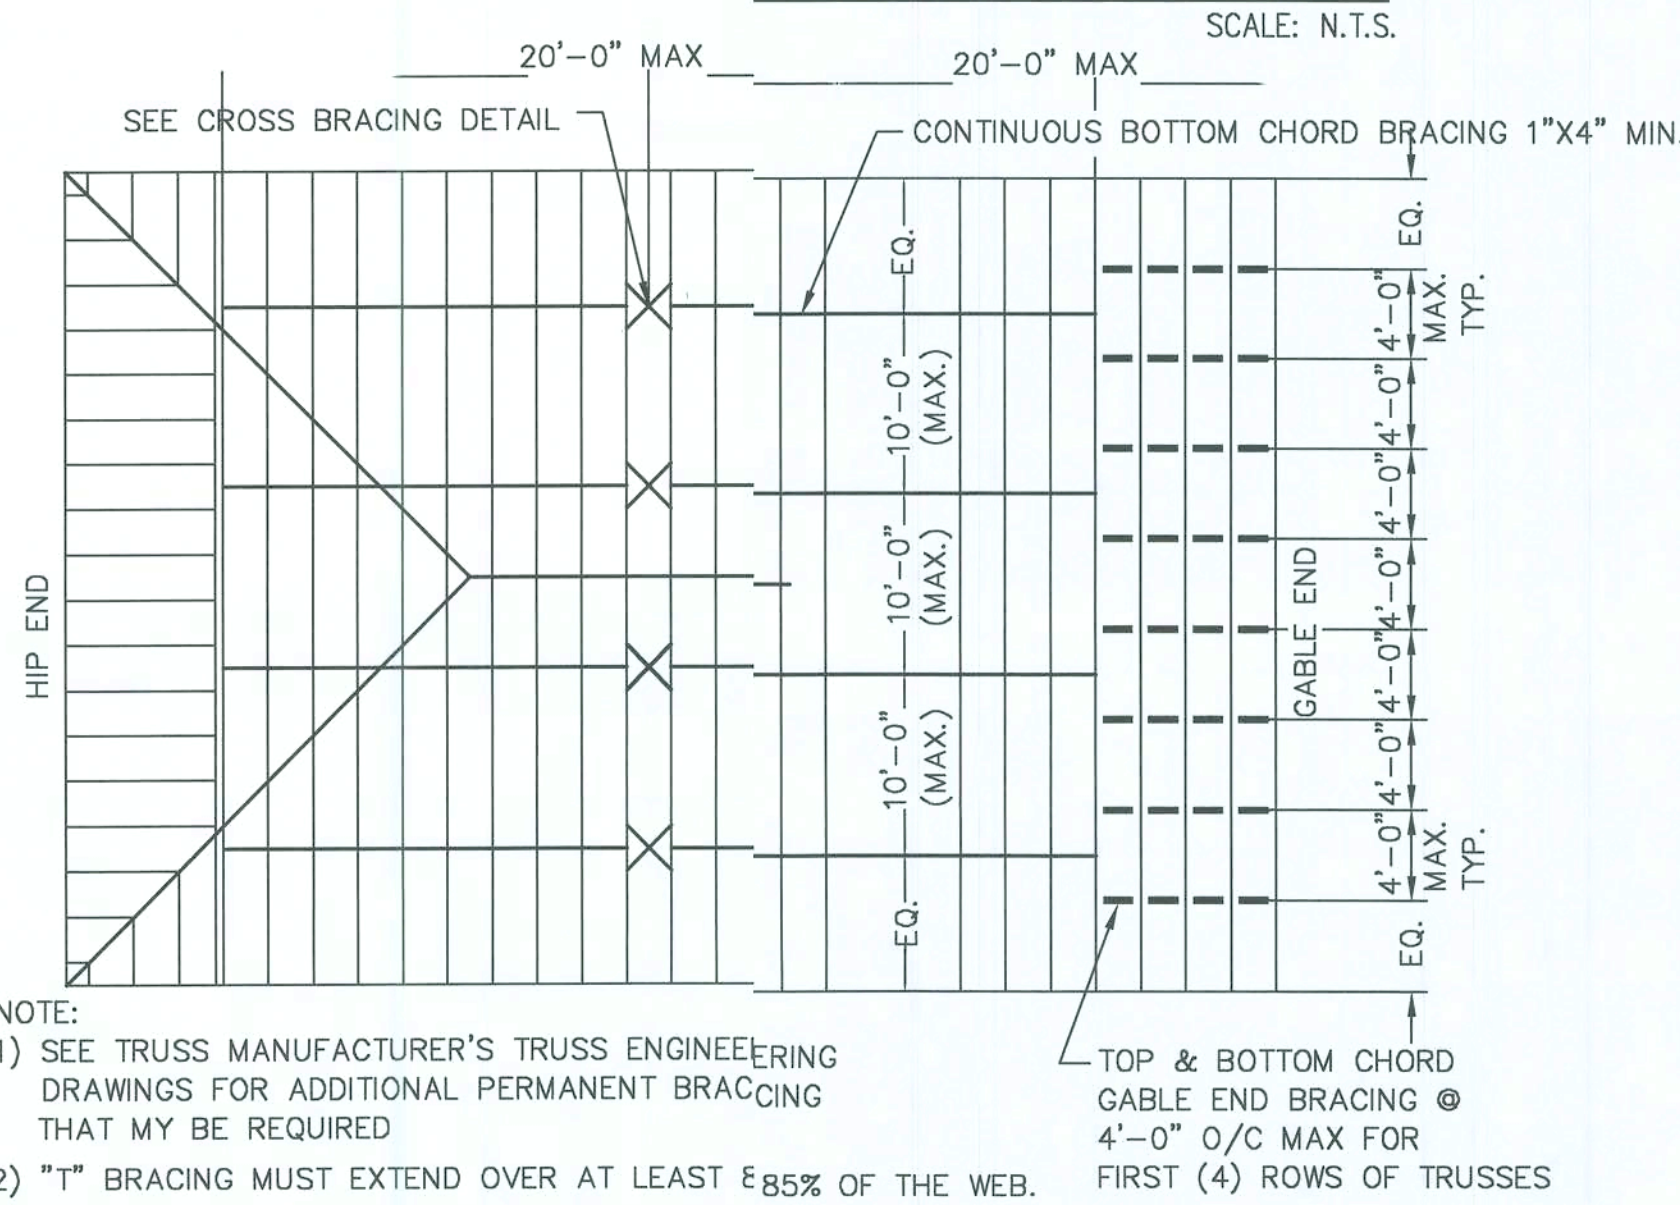 SCALE: N.T.S.
20'-0" MAX
20'-0" MAX
SEE CROSS BRACING DETAIL
CONTINUOUS BOTTOM CHORD BRACING 1"X4" MIN.
EQ.
10'-0"
(MAX.)
10'-0"
(MAX.)
10'-0"
(MAX.)
EQ.
HIP END
GABLE END
EQ.
4'-0"
MAX.
TYP.
4'-0"
4'-0"
4'-0"
4'-0"
4'-0"
4'-0"
MAX.
TYP.
EQ.
NOTE:
1) SEE TRUSS MANUFACTURER'S TRUSS ENGINEERING
DRAWINGS FOR ADDITIONAL PERMANENT BRACCING
THAT MY BE REQUIRED
2) "T" BRACING MUST EXTEND OVER AT LEAST 85% OF THE WEB.
TOP & BOTTOM CHORD
GABLE END BRACING @
4'-0" O/C MAX FOR
FIRST (4) ROWS OF TRUSSES